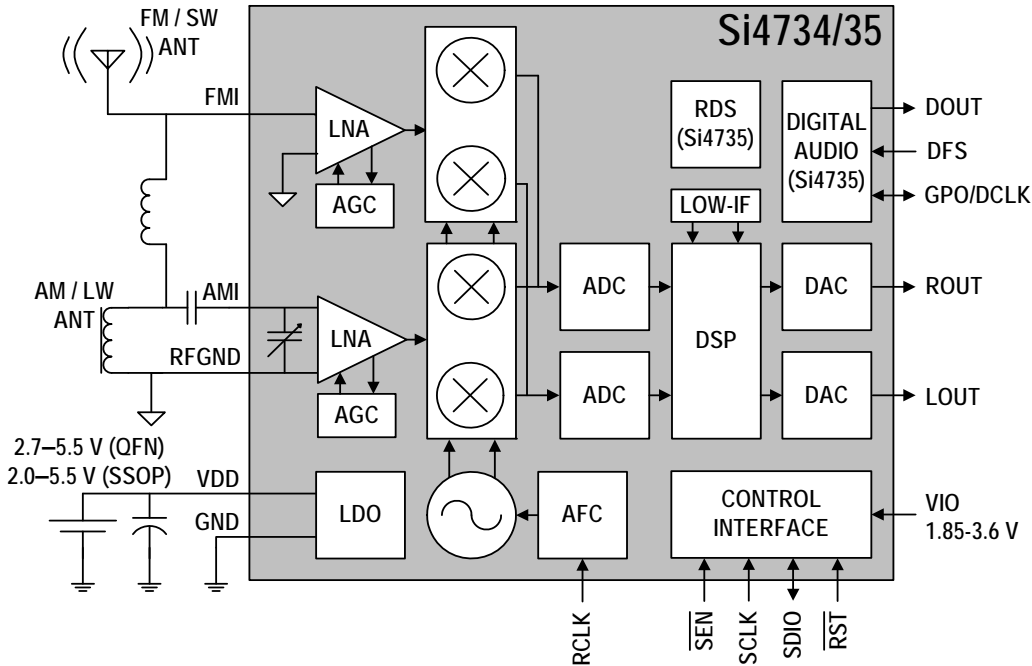 FM / SW
ANT
Si4734/35
FMI
LNA
AGC
RDS
(Si4735)
DIGITAL
AUDIO
(Si4735)
DOUT
DFS
GPO/DCLK
LOW-IF
AM / LW
ANT
AMI
RFGND
LNA
AGC
ADC
ADC
DSP
DAC
DAC
ROUT
LOUT
2.7–5.5 V (QFN)
2.0–5.5 V (SSOP)
VDD
GND
LDO
AFC
CONTROL
INTERFACE
VIO
1.85-3.6 V
RCLK
SEN
SCLK
SDIO
RST